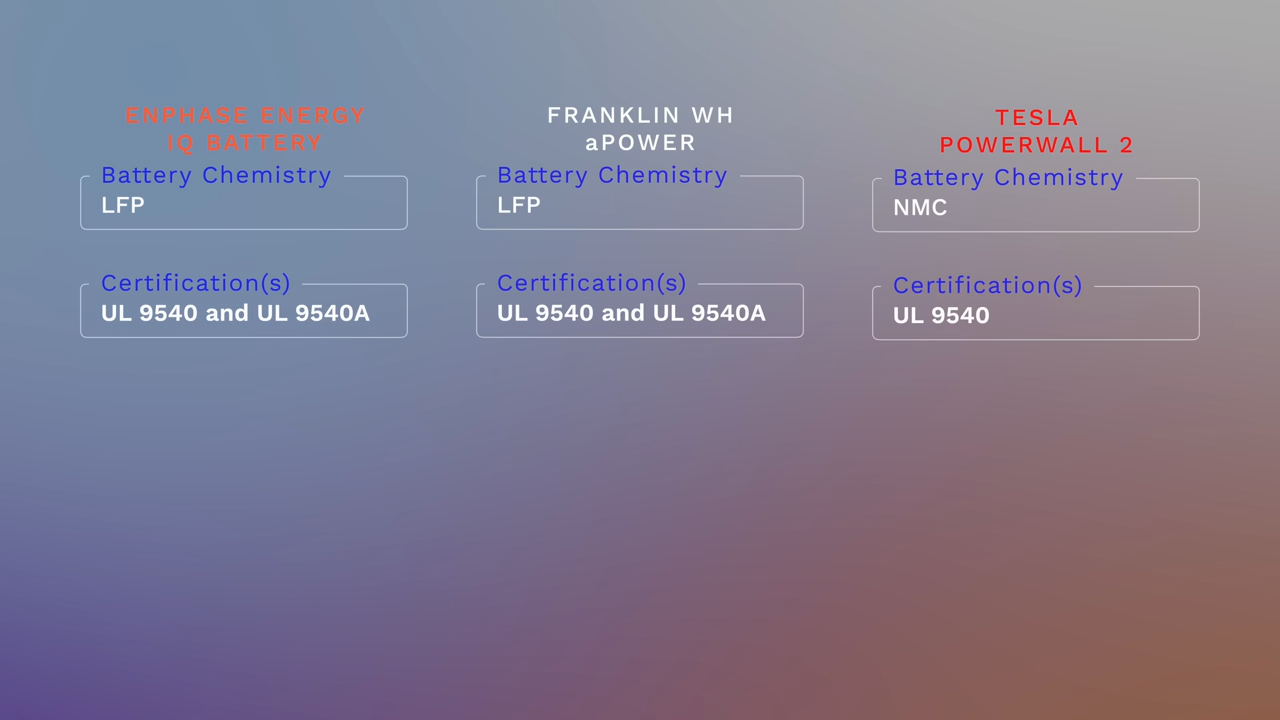 ENPHASE ENERGY
IQ BATTERY
Battery Chemistry
LFP
Certification(s)
UL 9540 and UL 9540A
FRANKLIN WH
aPOWER
Battery Chemistry
LFP
Certification(s)
UL 9540 and UL 9540A
TESLA
POWERWALL 2
Battery Chemistry
NMC
Certification(s)
UL 9540